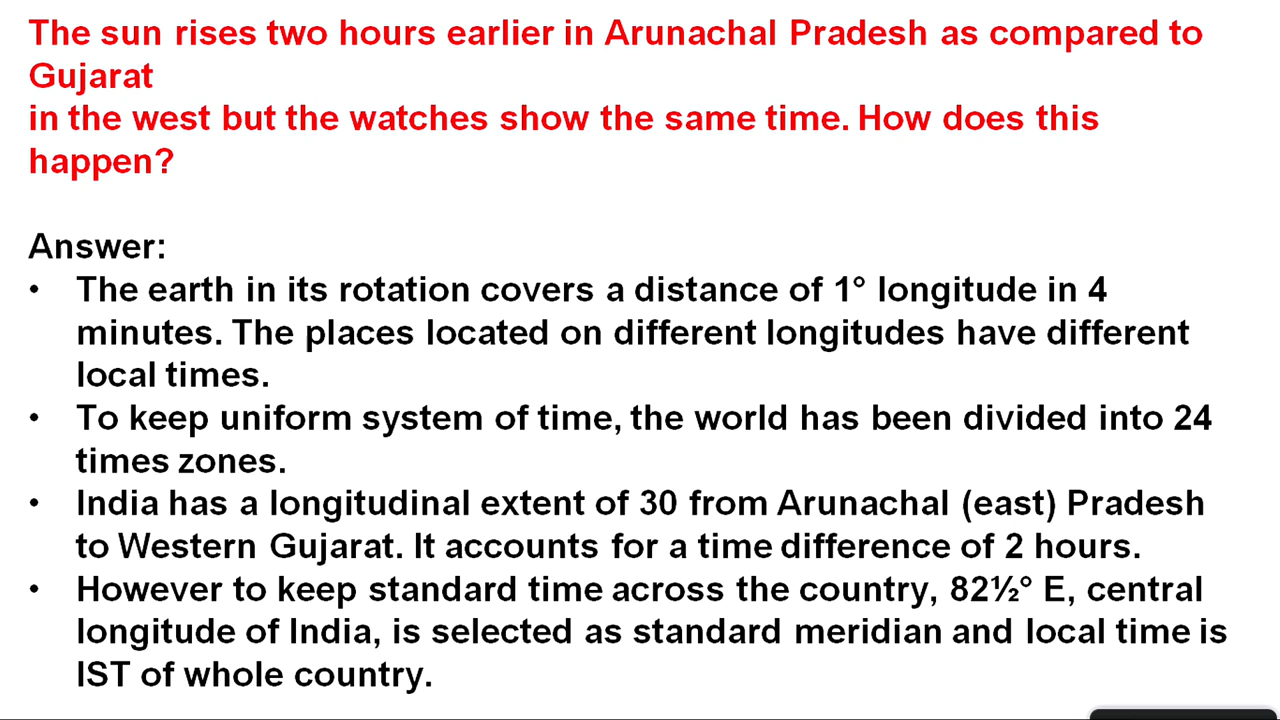 The sun rises two hours earlier in Arunachal Pradesh as compared to
Gujarat
in the west but the watches show the same time. How does this
happen?
Answer:
• The earth in its rotation covers a distance of 1° longitude in 4
minutes. The places located on different longitudes have different
local times.
• To keep uniform system of time, the world has been divided into 24
times zones.
• India has a longitudinal extent of 30 from Arunachal (east) Pradesh
to Western Gujarat. It accounts for a time difference of 2 hours.
• However to keep standard time across the country, 82½° E, central
longitude of India, is selected as standard meridian and local time is
IST of whole country.